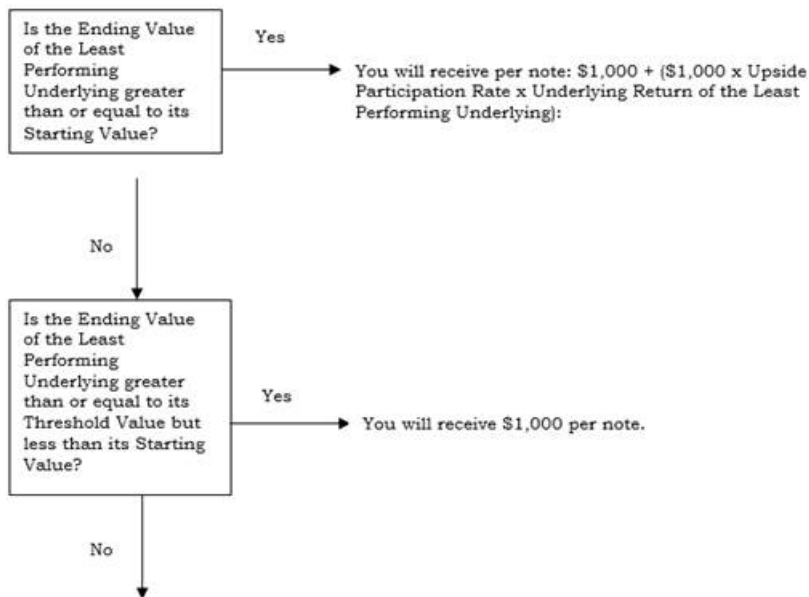 Is the Ending Value
of the Least
Performing
Underlying greater
than or equal to its
Starting Value?
Yes
You will receive per note: $1,000 + ($1,000 x Upside
Participation Rate x Underlying Return of the Least
Performing Underlying):
No
Is the Ending Value
of the Least
Performing
Underlying greater
than or equal to its
Threshold Value but
less than its Starting
Value?
Yes
You will receive $1,000 per note.
No